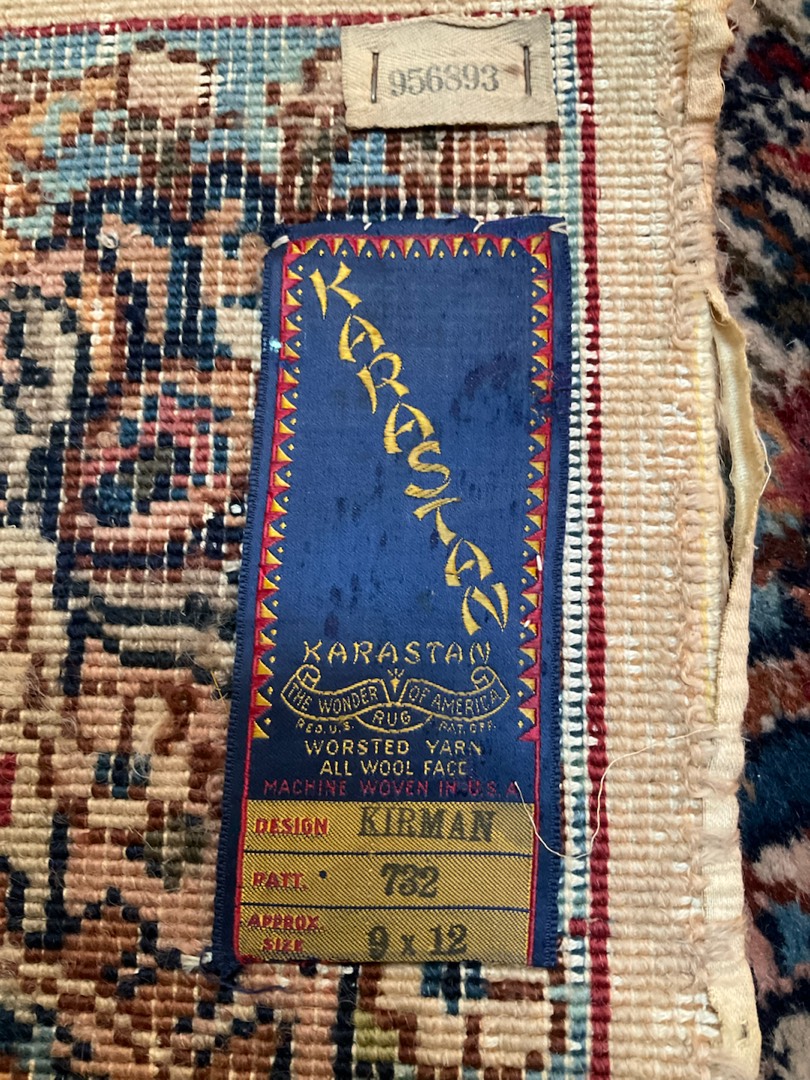 956893
KARASTAN
KARASTAN
THE WONDER RUG OF AMERICA
REG. U.S. PAT. OFF.
WORSTED YARN
ALL WOOL FACE
MACHINE WOVEN IN U.S.A
DESIGN KIRMAN
PATT. 732
APPROX. SIZE 9 x 12